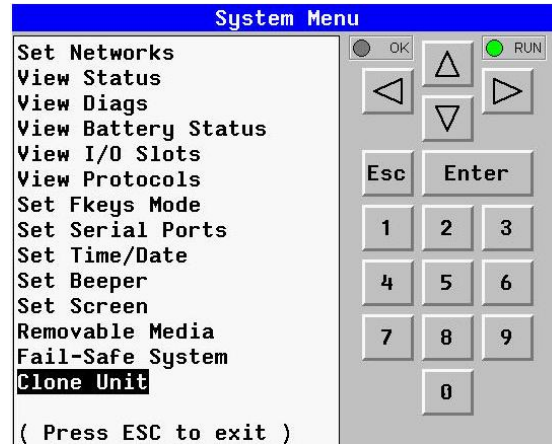 System Menu
Set Networks
View Status
View Diags
View Battery Status
View I/O Slots
View Protocols
Set Fkeys Mode
Set Serial Ports
Set Time/Date
Set Beeper
Set Screen
Removable Media
Fail-Safe System
Clone Unit
( Press ESC to exit )
OK
RUN
Esc
Enter
1
2
3
4
5
6
7
8
9
0